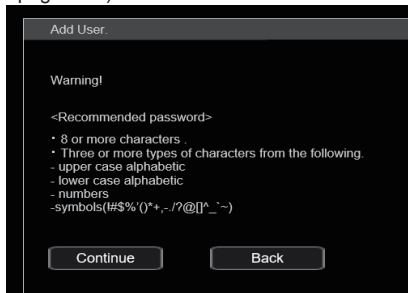 Add User.
Warning!
<Recommended password>
・8 or more characters .
・Three or more types of characters from the following.
- upper case alphabetic
- lower case alphabetic
- numbers
-symbols(!#$%'()*+,-./?@[]^_`~)
Continue Back